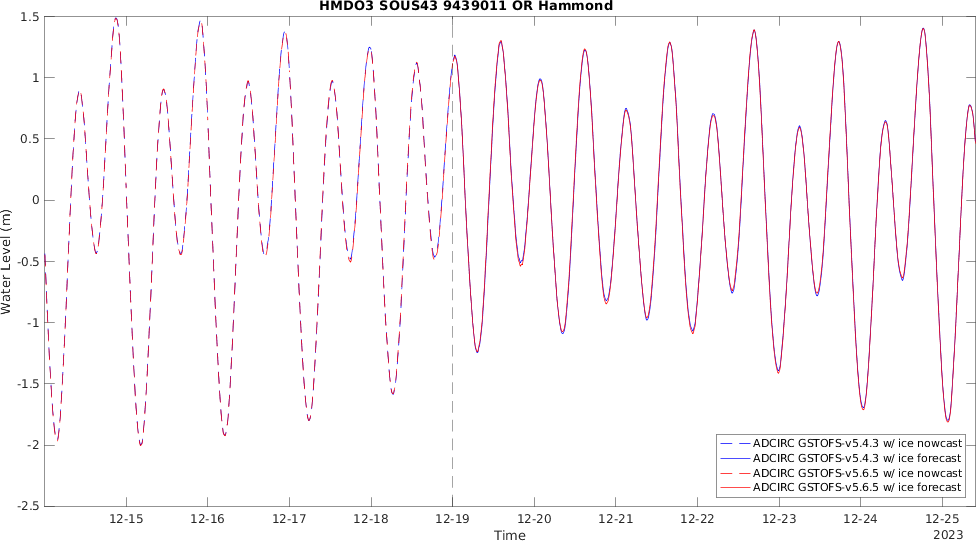 HMDO3 SOUS43 9439011 OR Hammond
1.5
1
0.5
0
-0.5
-1
-1.5
-2
-2.5
Water Level (m)
12-15 12-16 12-17 12-18 12-19 12-20 12-21 12-22 12-23 12-24 12-25
2023
Time
ADCIRC GSTOFS-v5.4.3 w/ ice nowcast
ADCIRC GSTOFS-v5.4.3 w/ ice forecast
ADCIRC GSTOFS-v5.6.5 w/ ice nowcast
ADCIRC GSTOFS-v5.6.5 w/ ice forecast